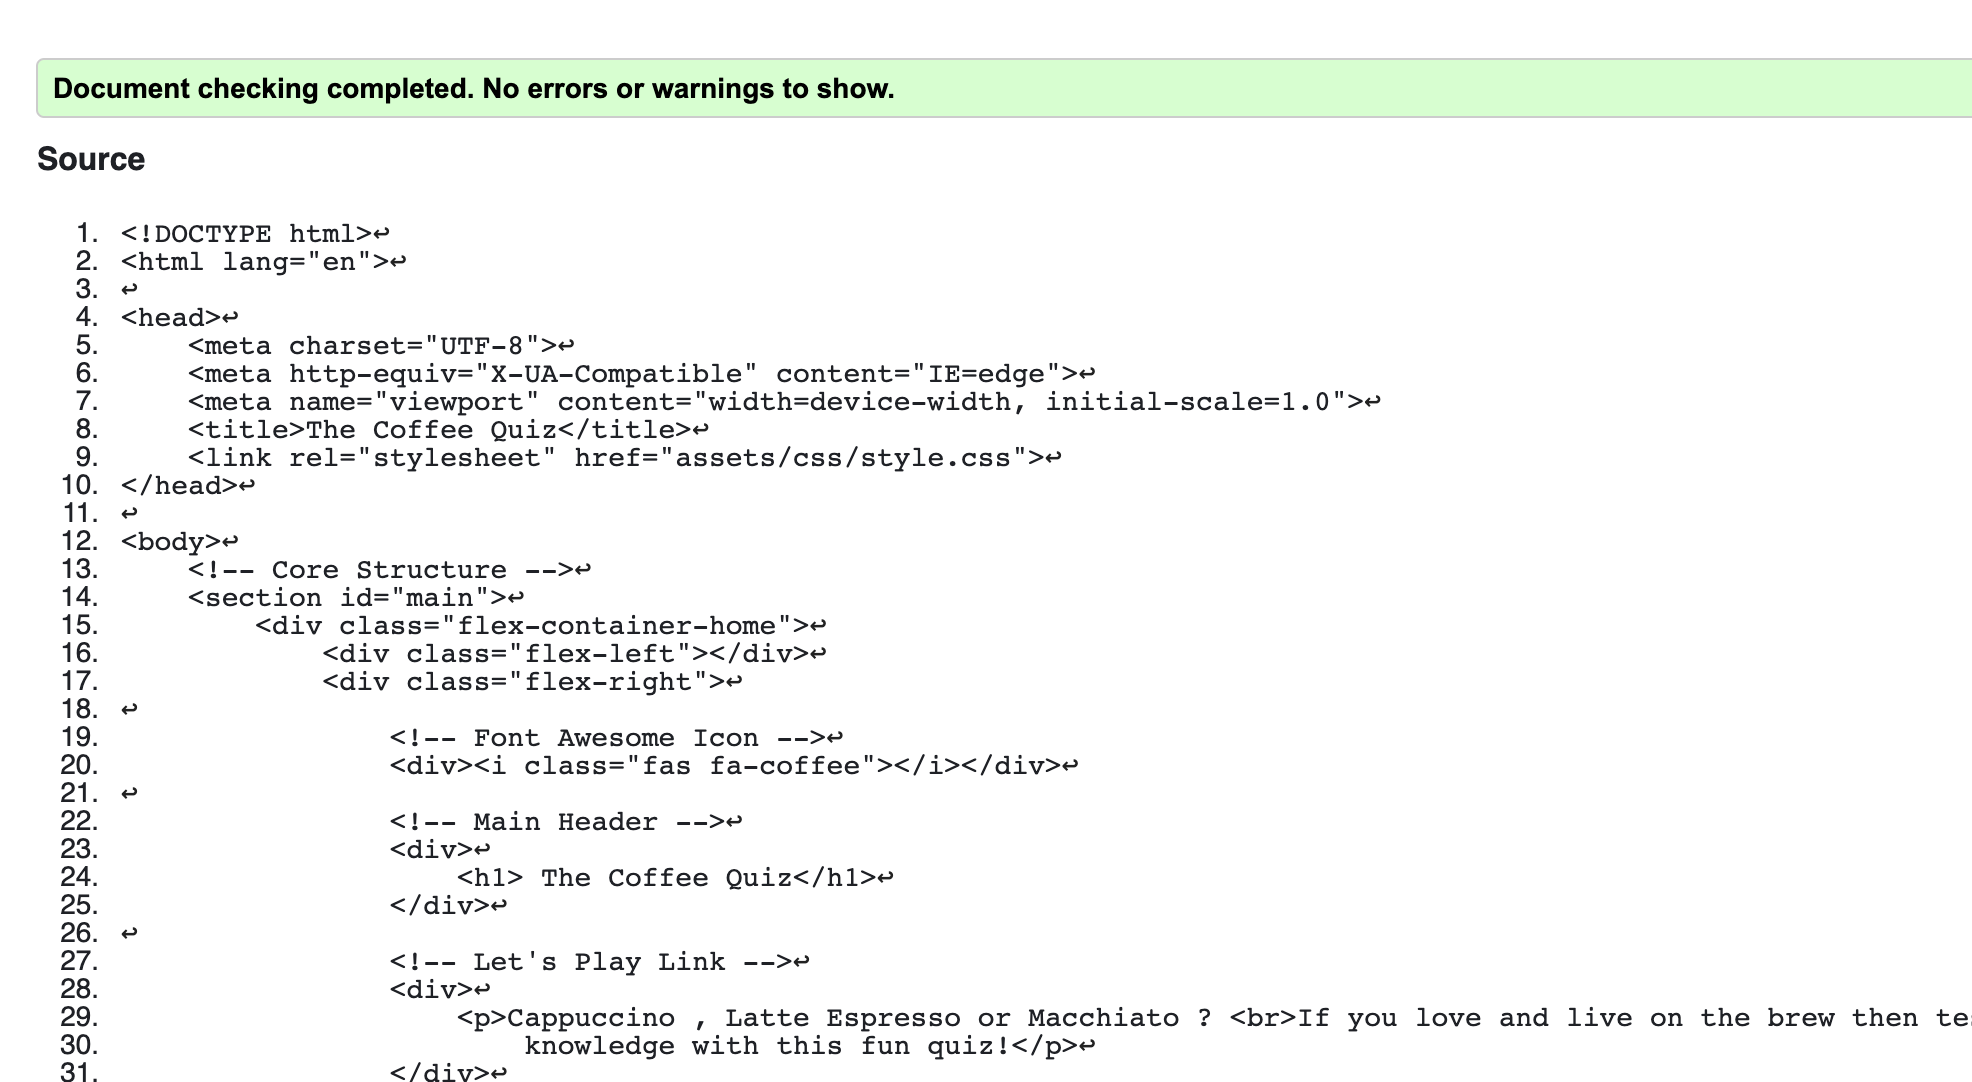 Document checking completed. No errors or warnings to show.
Source
1. <!DOCTYPE html>↩
2. <html lang="en">↩
3. ↩
4. <head>↩
5.     <meta charset="UTF-8">↩
6.     <meta http-equiv="X-UA-Compatible" content="IE=edge">↩
7.     <meta name="viewport" content="width=device-width, initial-scale=1.0">↩
8.     <title>The Coffee Quiz</title>↩
9.     <link rel="stylesheet" href="assets/css/style.css">↩
10. </head>↩
11. ↩
12. <body>↩
13.     <!-- Core Structure -->↩
14.     <section id="main">↩
15.         <div class="flex-container-home">↩
16.             <div class="flex-left"></div>↩
17.             <div class="flex-right">↩
18. ↩
19.                 <!-- Font Awesome Icon -->↩
20.                 <div><i class="fas fa-coffee"></i></div>↩
21. ↩
22.                 <!-- Main Header -->↩
23.                 <div>↩
24.                     <h1> The Coffee Quiz</h1>↩
25.                 </div>↩
26. ↩
27.                 <!-- Let's Play Link -->↩
28.                 <div>↩
29.                     <p>Cappuccino , Latte Espresso or Macchiato ? <br>If you love and live on the brew then
30.                         knowledge with this fun quiz!</p>↩
31.                 </div>↩